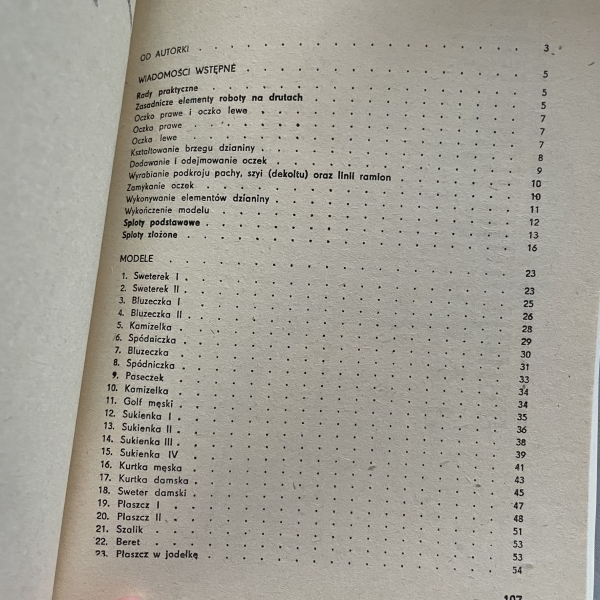 OD AUTORKI 3
WIADOMOŚCI WSTĘPNE 5
Rady praktyczne 5
Zasadnicze elementy roboty na drutach 5
Oczko prawe i oczko lewe 7
Oczko prawe 7
Oczko lewe 7
Kształtowanie brzegu dzianiny 8
Dodawanie i odejmowanie oczek 9
Wyrabianie podkroju pachy, szyi (dekoltu) oraz linii ramion 10
Zamykanie oczek 10
Wykonywanie elementów dzianiny 11
Wykończenie modelu 12
Sploty podstawowe 13
Sploty złożone 16
MODELE 23
1. Sweterek I 23
2. Sweterek II 25
3. Bluzeczka I 26
4. Bluzeczka II 28
5. Kamizelka 29
6. Spódniczka 30
7. Bluzeczka 31
8. Spódniczka 33
9. Paseczek 34
10. Kamizelka 34
11. Golf męski 35
12. Sukienka I 36
13. Sukienka II 38
14. Sukienka III 39
15. Sukienka IV 41
16. Kurtka męska 43
17. Kurtka damska 45
18. Sweter damski 47
19. Płaszcz I 48
20. Płaszcz II 51
21. Szalik 53
22. Beret 53
23. Płaszcz w jodełkę 54
107